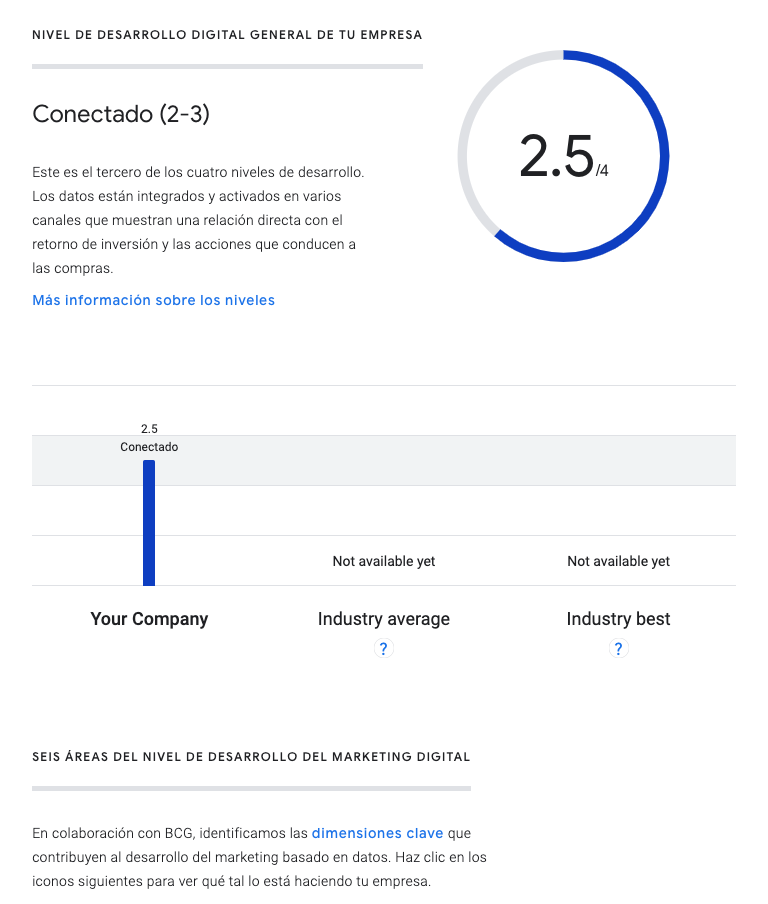 NIVEL DE DESARROLLO DIGITAL GENERAL DE TU EMPRESA
Conectado (2-3)
Este es el tercero de los cuatro niveles de desarrollo.
Los datos están integrados y activados en varios
canales que muestran una relación directa con el
retorno de inversión y las acciones que conducen a
las compras.
Más información sobre los niveles
2.5/4
2.5
Conectado
Not available yet
Not available yet
Your Company
Industry average
Industry best
?
?
SEIS ÁREAS DEL NIVEL DE DESARROLLO DEL MARKETING DIGITAL
En colaboración con BCG, identificamos las dimensiones clave que
contribuyen al desarrollo del marketing basado en datos. Haz clic en los
iconos siguientes para ver qué tal lo está haciendo tu empresa.